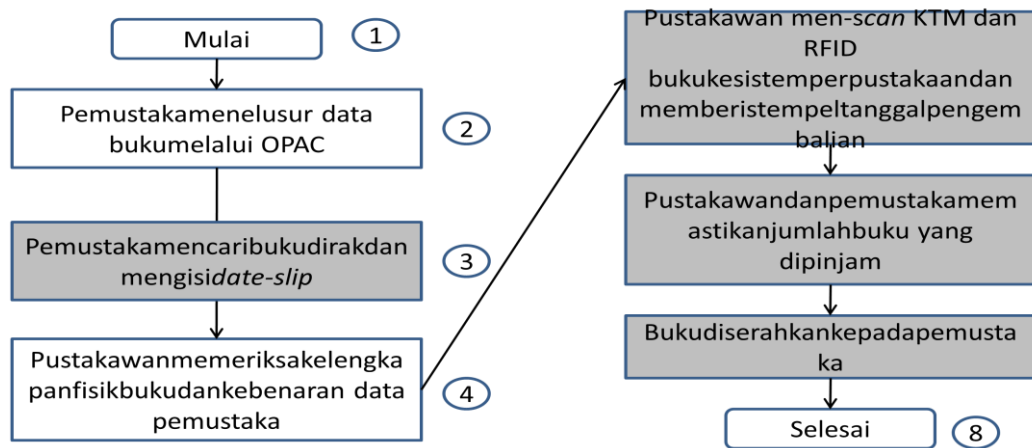 Mulai
1
Pemustakamenelusur data
bukumelalui OPAC
2
Pemustakamencaribukudirakdan
mengisidate-slip
3
Pustakawanmemeriksakelengka
panfisikbukudankebenaran data
pemustaka
4
Pustakawan men-scan KTM dan
RFID
bukukesistemperpustakaandan
memberistempeltanggalpengem
balian
Pustakawandanpemustakamem
astikanjumlahbuku yang
dipinjam
Bukudiserahkankepadapemusta
ka
Selesai
8